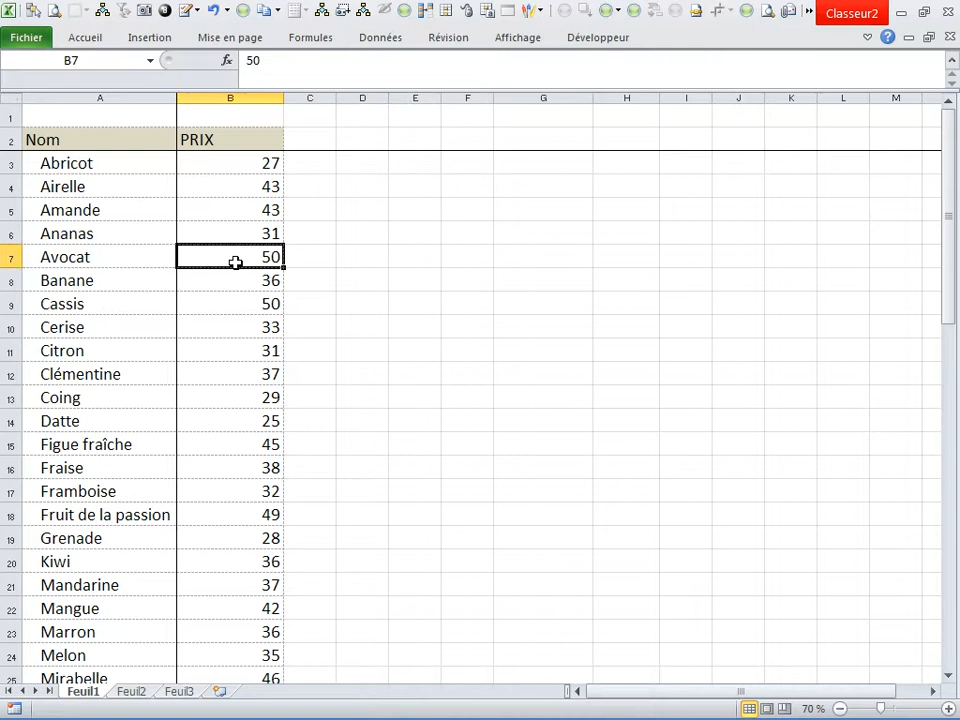 Classeur2
Fichier Accueil Insertion Mise en page Formules Données Révision Affichage Développeur
B7 fx 50
A B C D E F G H I J K L M
1
2 Nom PRIX
3 Abricot 27
4 Airelle 43
5 Amande 43
6 Ananas 31
7 Avocat 50
8 Banane 36
9 Cassis 50
10 Cerise 33
11 Citron 31
12 Clémentine 37
13 Coing 29
14 Datte 25
15 Figue fraîche 45
16 Fraise 38
17 Framboise 32
18 Fruit de la passion 49
19 Grenade 28
20 Kiwi 36
21 Mandarine 37
22 Mangue 42
23 Marron 36
24 Melon 35
25 Mirabelle 46
Feuil1 Feuil2 Feuil3
70 %